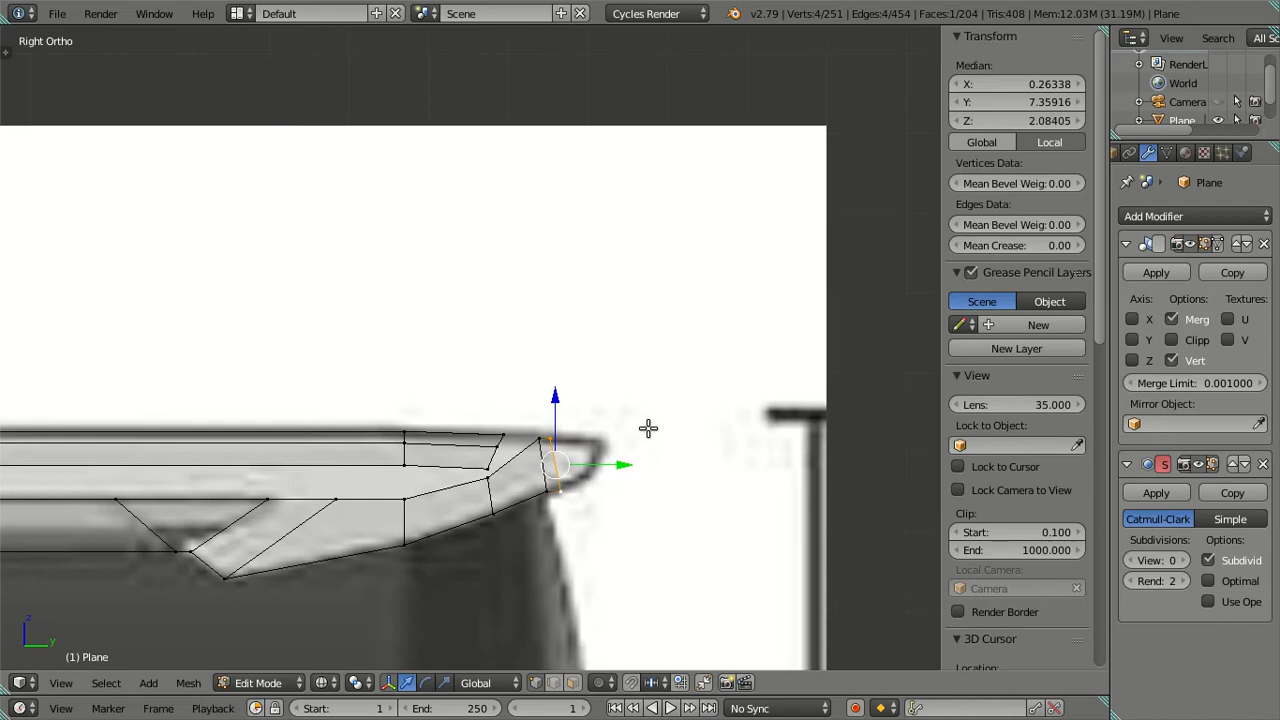 File Render Window Help Default Scene Cycles Render v2.79 | Verts:4/251 | Edges:4/454 | Faces:1/204 | Tris:408 | Mem:12.03M (31.19M) | Plane
Right Ortho
(1) Plane
z
y
Transform
Median:
X: 0.26338
Y: 7.35916
Z: 2.08405
Global Local
Vertices Data:
Mean Bevel Weig: 0.00
Edges Data:
Mean Bevel Weig: 0.00
Mean Crease: 0.00
Grease Pencil Layers
Scene Object
New
New Layer
View
Lens: 35.000
Lock to Object:
Lock to Cursor
Lock Camera to View
Clip:
Start: 0.100
End: 1000.000
Local Camera:
Camera
Render Border
3D Cursor
Location:
View Search All Sc
RenderL
World
Camera
Plane
Plane
Add Modifier
Apply Copy
Axis: Options: Textures:
X Merg U
Y Clipp V
Z Vert
Merge Limit: 0.001000
Mirror Object:
S
Apply Copy
Catmull-Clark Simple
Subdivisions: Options:
View: 0 Subdivid
Rend: 2 Optimal
Use Ope
View Select Add Mesh Edit Mode Global
View Marker Frame Playback Start: 1 End: 250 1 No Sync